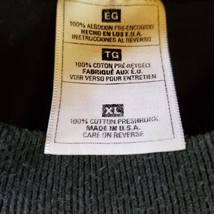 EG
100% ALGODON PRE-ENCOGIDO
HECHO EN LOS E.U.A.
INSTRUCCIONES AL REVERSO
TG
100% COTON PRÉ-RÉTRÉCI
FABRIQUÉ AUX É.U.
VOIR VERSO POUR ENTRETIEN
XL
100% COTTON PRESHRUNK
MADE IN U.S.A.
CARE ON REVERSE